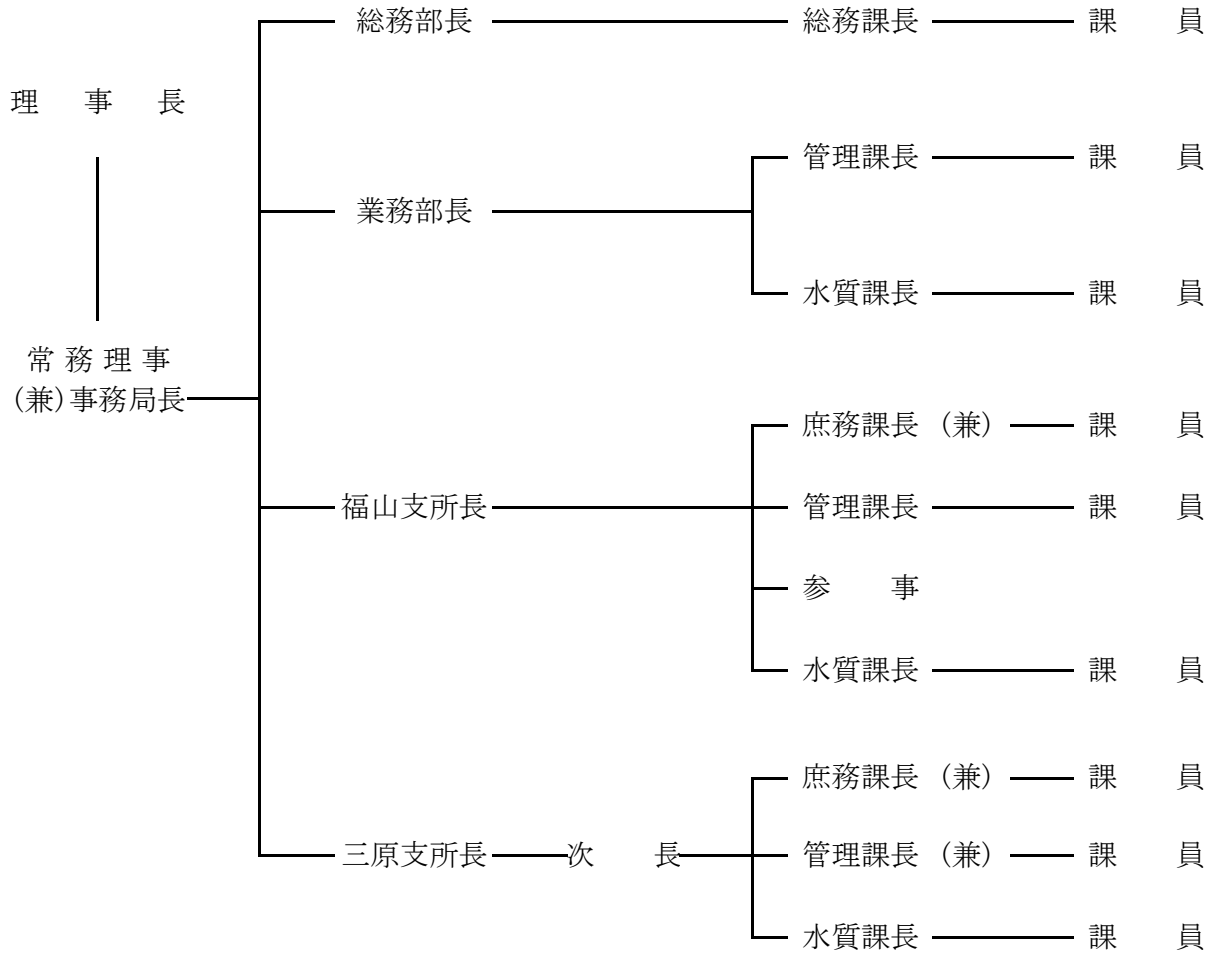 総務部長 総務課長 課 員
理 事 長
管理課長 課 員
業務部長
水質課長 課 員
常務理事
(兼)事務局長
庶務課長 (兼) 課 員
福山支所長 管理課長 課 員
参 事
水質課長 課 員
庶務課長 (兼) 課 員
三原支所長 次 長 管理課長 (兼) 課 員
水質課長 課 員